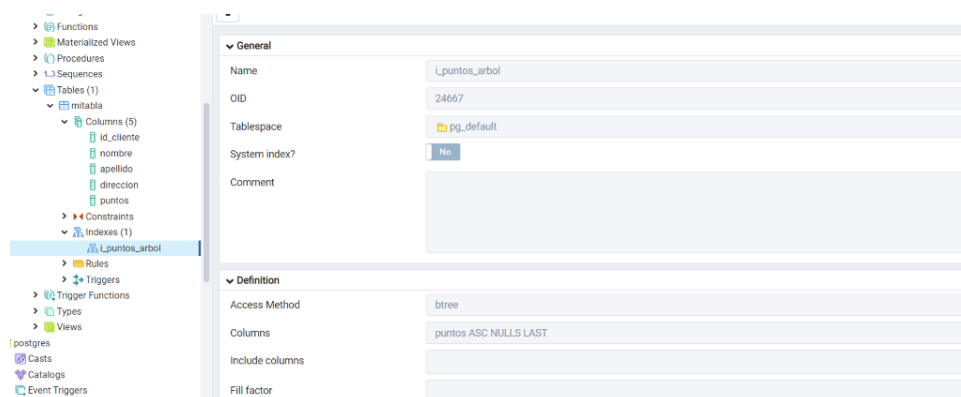 Functions
Materialized Views
Procedures
1..3 Sequences
Tables (1)
mitabla
Columns (5)
id_cliente
nombre
apellido
direccion
puntos
Constraints
Indexes (1)
i_puntos_arbol
Rules
Triggers
Trigger Functions
Types
Views
postgres
Casts
Catalogs
Event Triggers
General
Name i_puntos_arbol
OID 24667
Tablespace pg_default
System index? No
Comment
Definition
Access Method btree
Columns puntos ASC NULLS LAST
Include columns
Fill factor